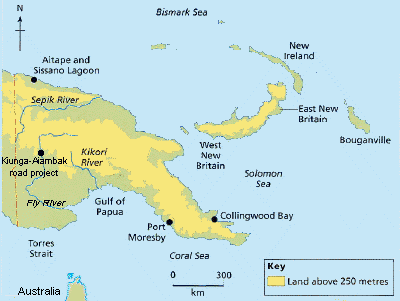 Bismark Sea
New
Ireland
Aitape and
Sissano Lagoon
Sepik River
East New
Britain
Bouganville
West
New
Britain
Kiunga-Aiambak
road project
Kikori
River
Solomon
Sea
Fly River
Gulf of
Papua
Collingwood Bay
Port
Moresby
Torres
Strait
Coral Sea
Australia
0 300
km
Key
Land above 250 metres